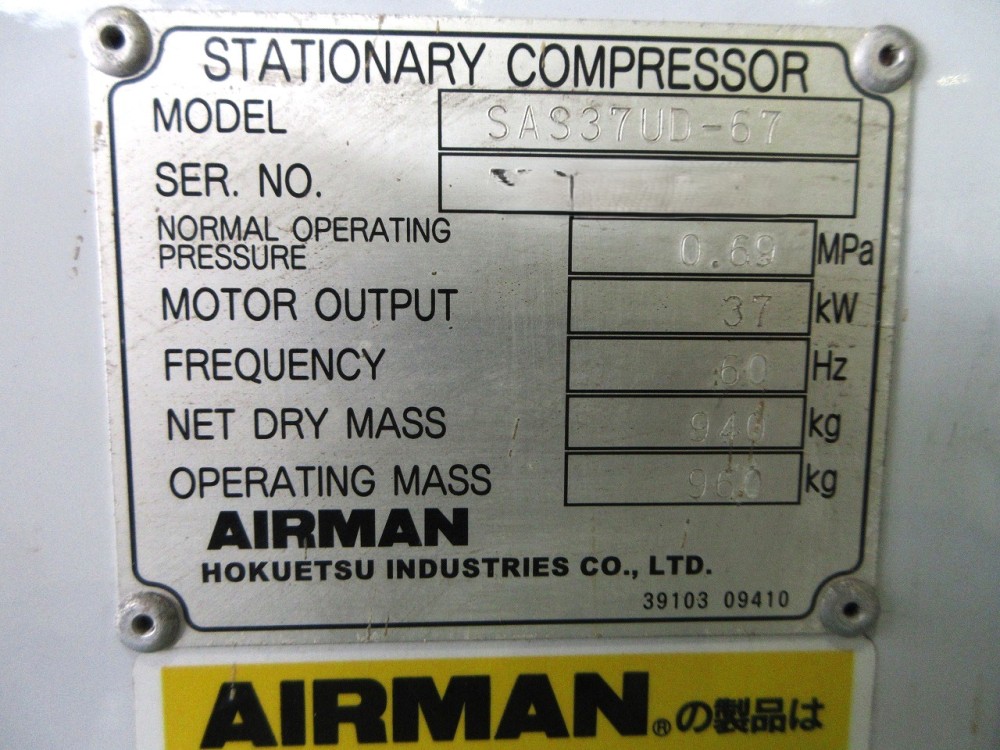 STATIONARY COMPRESSOR
MODEL SAS37UD-67
SER. NO.
NORMAL OPERATING PRESSURE 0.69 MPa
MOTOR OUTPUT 37 kW
FREQUENCY 60 Hz
NET DRY MASS 940 kg
OPERATING MASS 960 kg
AIRMAN
HOKUETSU INDUSTRIES CO., LTD.
39103 09410
AIRMAN®の製品は